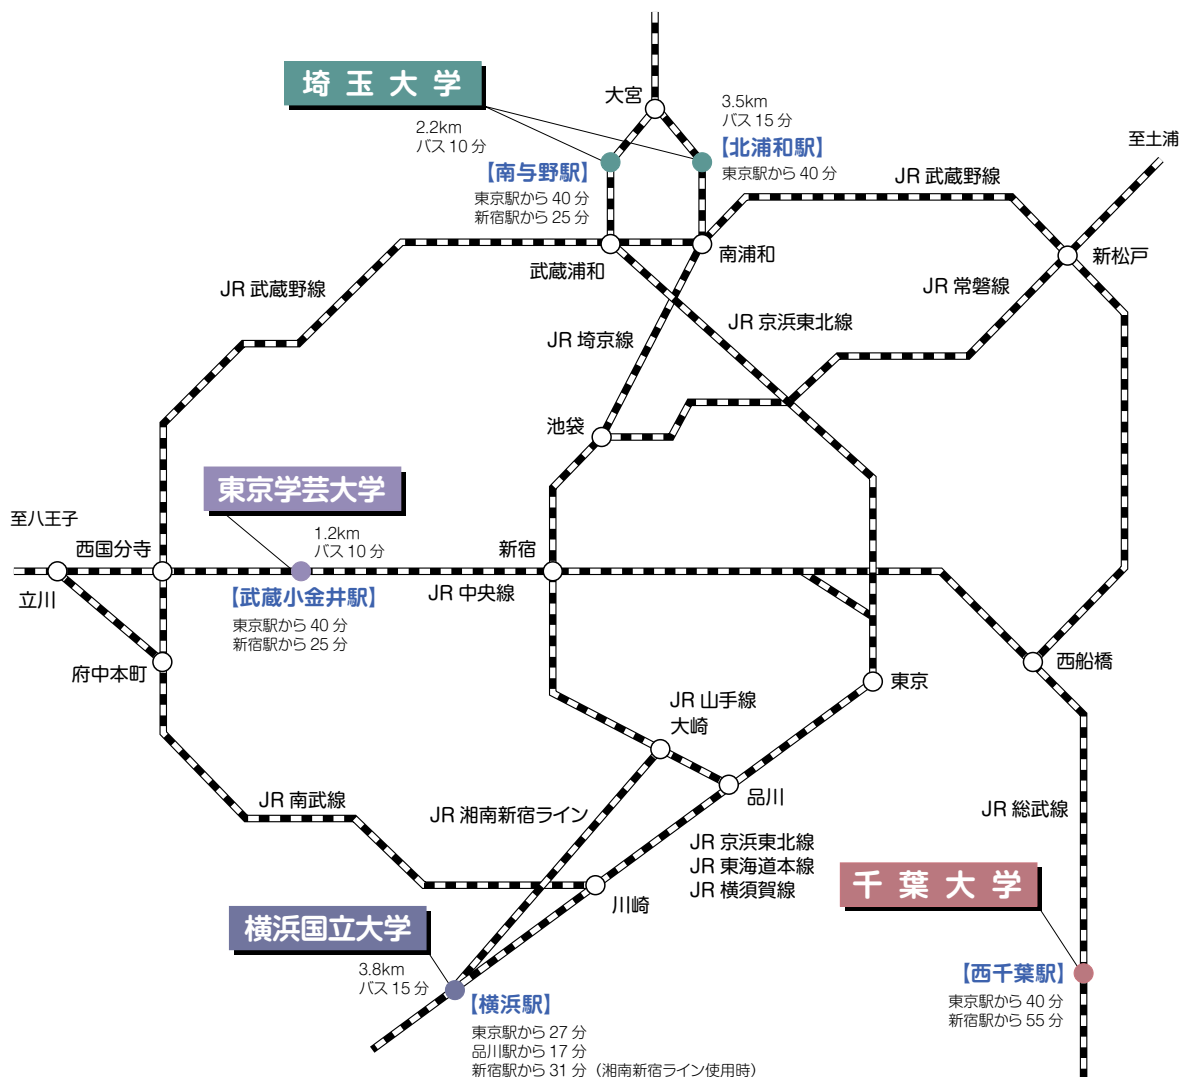 埼玉大学
大宮
3.5km
バス 15 分
2.2km
バス 10 分
【北浦和駅】
東京駅から 40 分
【南与野駅】
東京駅から 40 分
新宿駅から 25 分
至土浦
JR 武蔵野線
武蔵浦和
南浦和
新松戸
JR 武蔵野線
JR 常磐線
JR 埼京線
JR 京浜東北線
池袋
東京学芸大学
1.2km
バス 10 分
至八王子
西国分寺
新宿
立川
【武蔵小金井駅】
東京駅から 40 分
新宿駅から 25 分
JR 中央線
府中本町
西船橋
東京
JR 山手線
大崎
品川
JR 南武線
JR 湘南新宿ライン
JR 総武線
JR 京浜東北線
JR 東海道本線
JR 横須賀線
川崎
千葉大学
横浜国立大学
3.8km
バス 15 分
【横浜駅】
東京駅から 27 分
品川駅から 17 分
新宿駅から 31 分（湘南新宿ライン使用時）
【西千葉駅】
東京駅から 40 分
新宿駅から 55 分